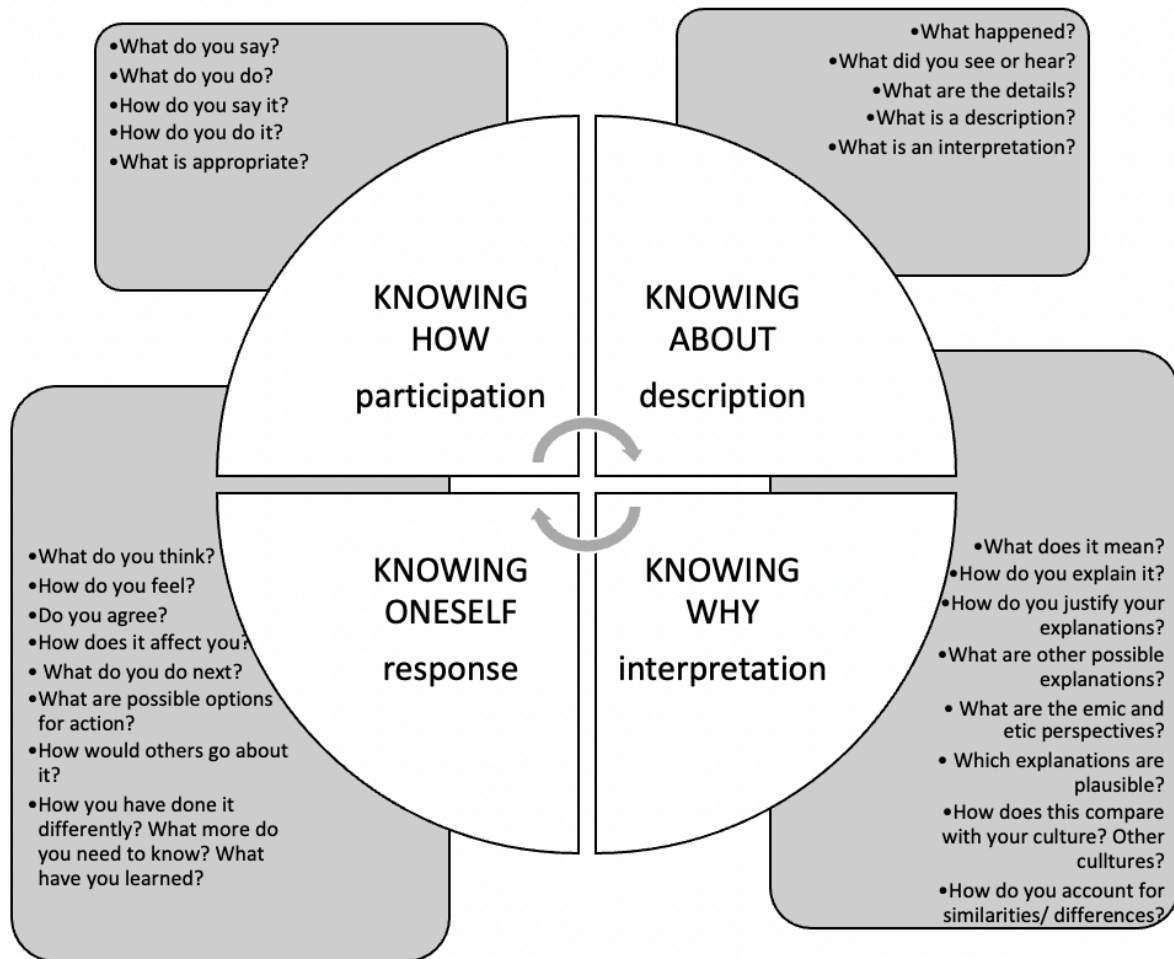 •What do you say?
•What do you do?
•How do you say it?
•How do you do it?
•What is appropriate?
•What happened?
•What did you see or hear?
•What are the details?
•What is a description?
•What is an interpretation?
KNOWING
HOW
participation
KNOWING
ABOUT
description
•What do you think?
•How do you feel?
•Do you agree?
•How does it affect you?
• What do you do next?
•What are possible options
for action?
•How would others go about
it?
•How you have done it
differently? What more do
you need to know? What
have you learned?
KNOWING
ONESELF
response
KNOWING
WHY
interpretation
•What does it mean?
•How do you explain it?
•How do you justify your
explanations?
•What are other possible
explanations?
• What are the emic and
etic perspectives?
• Which explanations are
plausible?
•How does this compare
with your culture? Other
culltures?
•How do you account for
similarities/ differences?